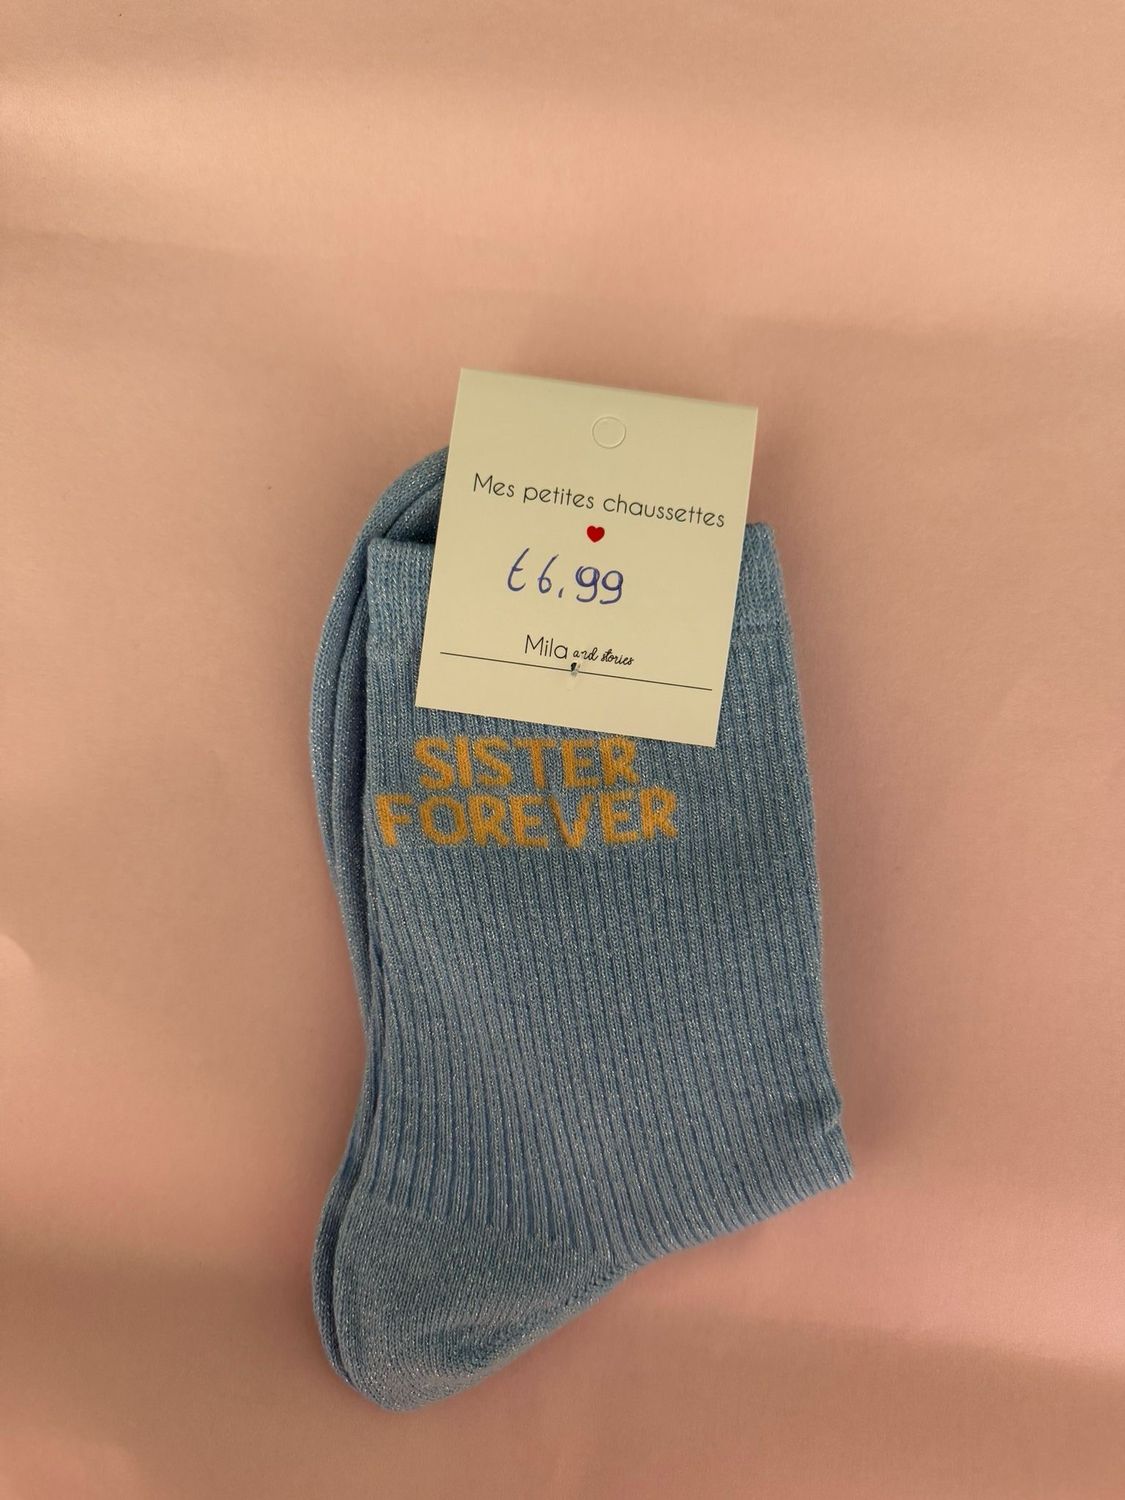 Mes petites chaussettes
€6.99
Mila and stories
SISTER
FOREVER